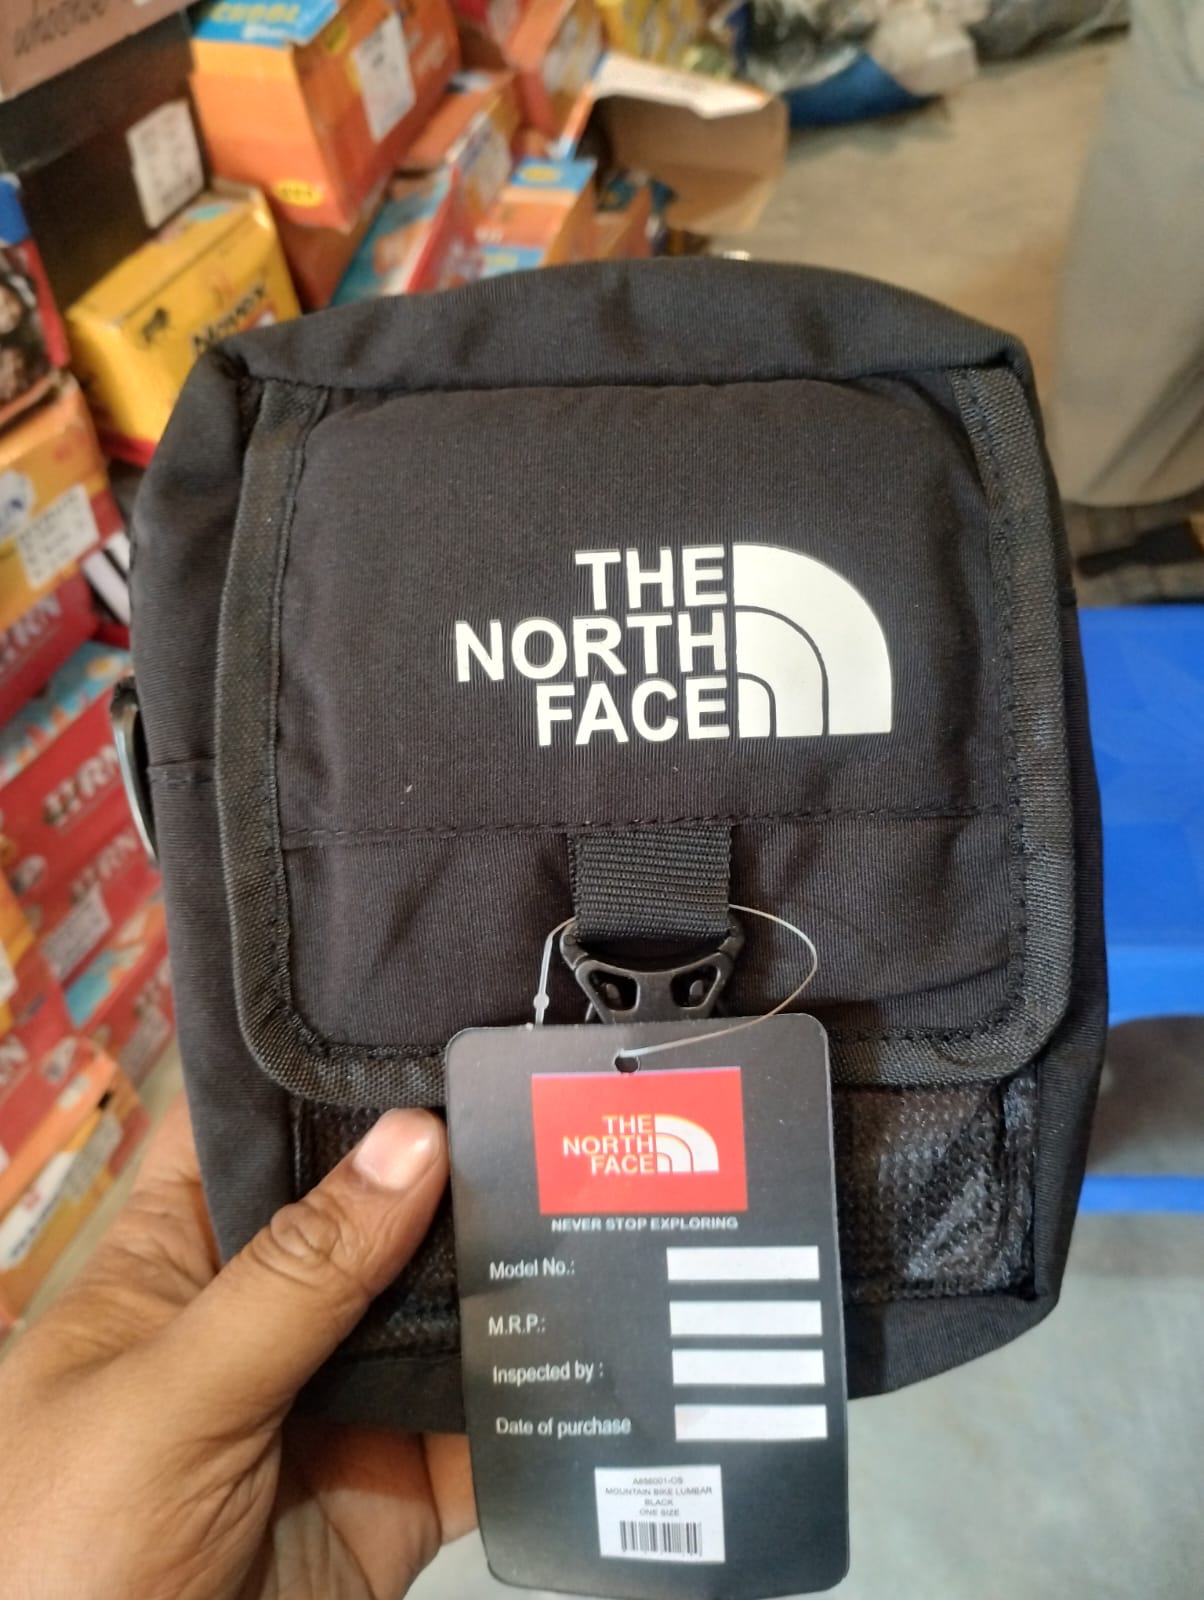 THE
NORTH
FACE
THE
NORTH
FACE
NEVER STOP EXPLORING
Model No.:
M.R.P.:
Inspected by :
Date of purchase
MOUNTAIN BIKE LUMBAR
BLACK
ONE SIZE